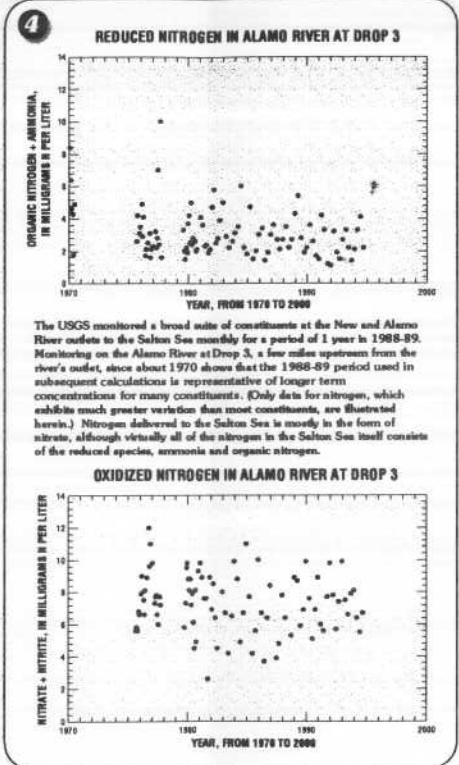 4
REDUCED NITROGEN IN ALAMO RIVER AT DROP 3
ORGANIC NITROGEN + AMMONIA,
IN MILLIGRAMS N PER LITER
14
12
10
8
6
4
2
0
1970 1980 1990 2000
YEAR, FROM 1970 TO 2000
The USGS monitored a broad suite of constituents at the New and Alamo
River outlets to the Salton Sea monthly for a period of 1 year in 1988-89.
Monitoring on the Alamo River at Drop 3, a few miles upstream from the
river's outlet, since about 1970 shows that the 1988-89 period used in
subsequent calculations is representative of longer term
concentrations for many constituents. (Only data for nitrogen, which
exhibits much greater variation than most constituents, are illustrated
herein.) Nitrogen delivered to the Salton Sea is mostly in the form of
nitrate, although virtually all of the nitrogen in the Salton Sea itself consists
of the reduced species, ammonia and organic nitrogen.
OXIDIZED NITROGEN IN ALAMO RIVER AT DROP 3
NITRATE + NITRITE, IN MILLIGRAMS N PER LITER
14
12
10
8
6
4
2
0
1970 1980 1990 2000
YEAR, FROM 1970 TO 2000